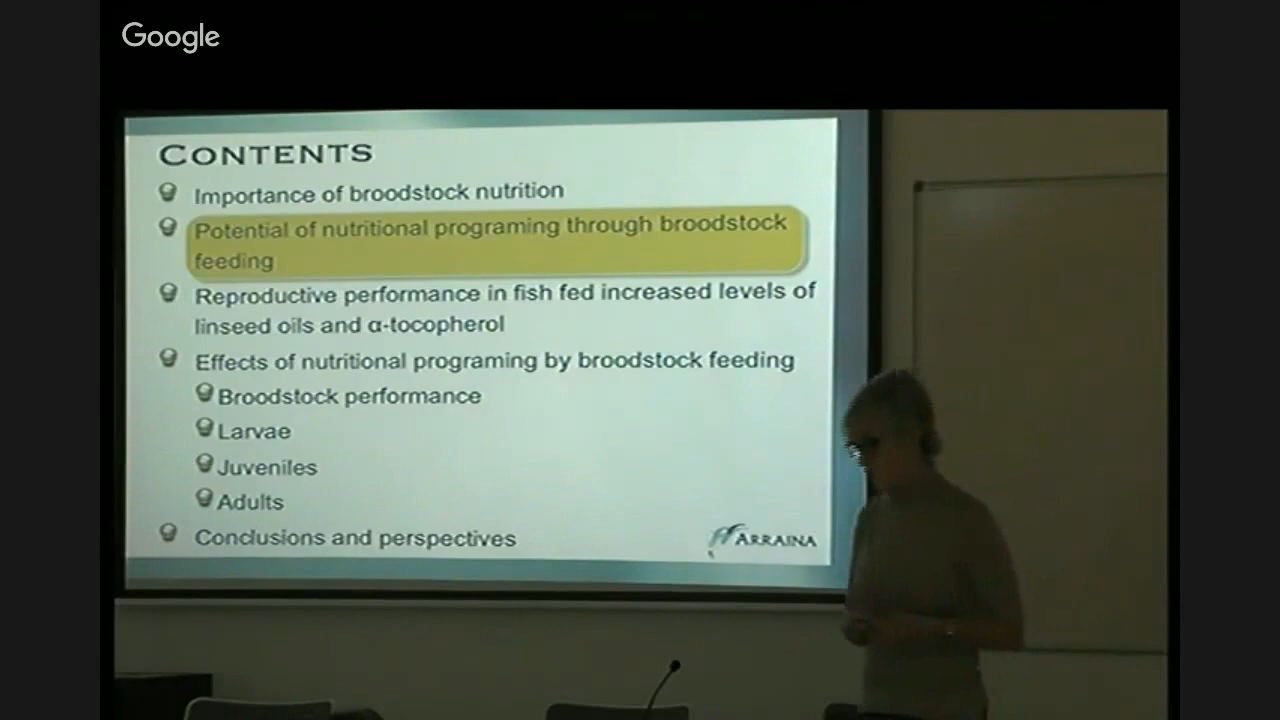 Google
CONTENTS
Importance of broodstock nutrition
Potential of nutritional programing through broodstock
feeding
Reproductive performance in fish fed increased levels of
linseed oils and α-tocopherol
Effects of nutritional programing by broodstock feeding
Broodstock performance
Larvae
Juveniles
Adults
Conclusions and perspectives
ARRAINA